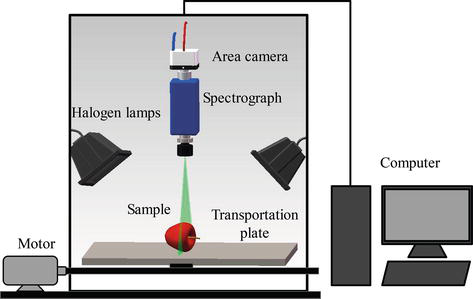 Area camera
Spectrograph
Halogen lamps
Computer
Sample
Transportation
plate
Motor